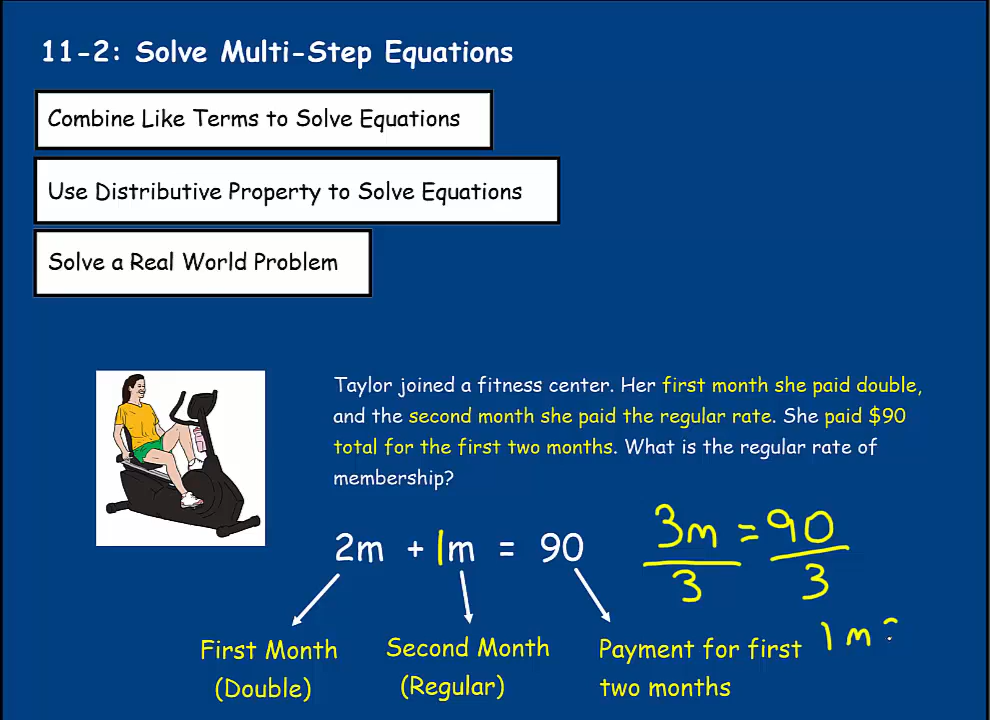 11-2: Solve Multi-Step Equations
Combine Like Terms to Solve Equations
Use Distributive Property to Solve Equations
Solve a Real World Problem
Taylor joined a fitness center. Her first month she paid double,
and the second month she paid the regular rate. She paid $90
total for the first two months. What is the regular rate of
membership?
2m + 1m = 90
3m = 90
3 3
1m
First Month
(Double)
Second Month
(Regular)
Payment for first
two months